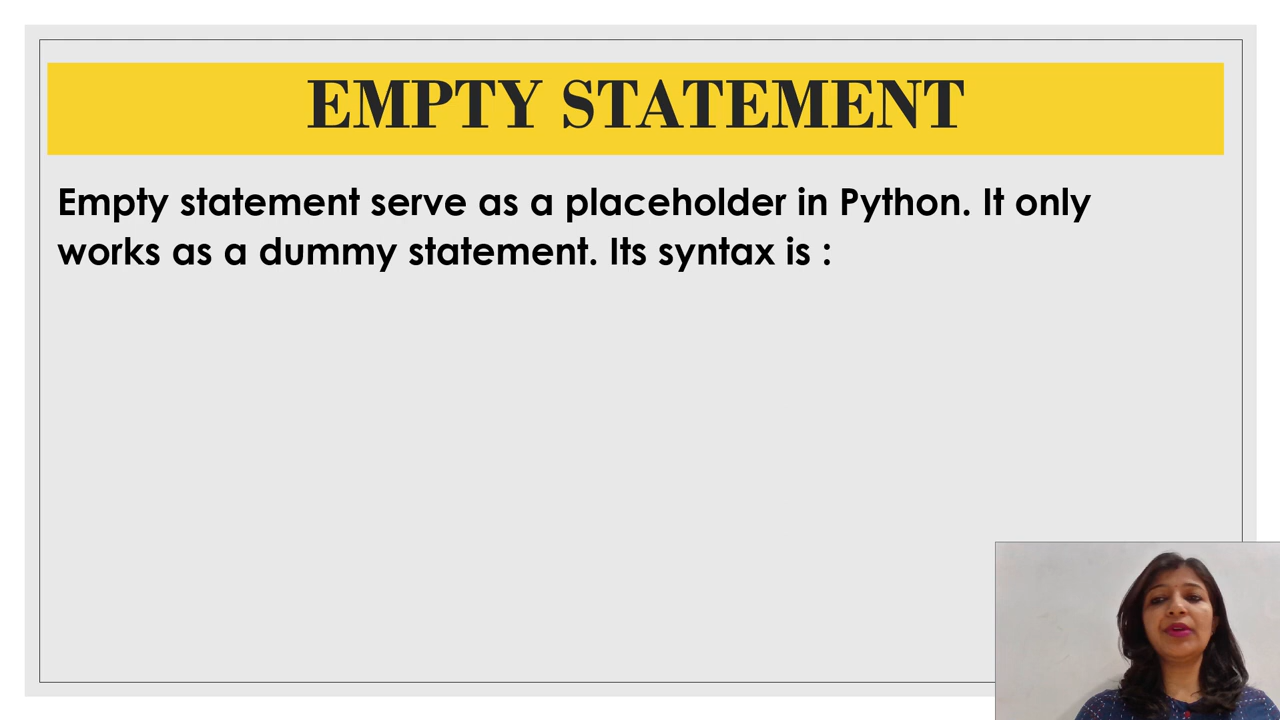 EMPTY STATEMENT
Empty statement serve as a placeholder in Python. It only
works as a dummy statement. Its syntax is :